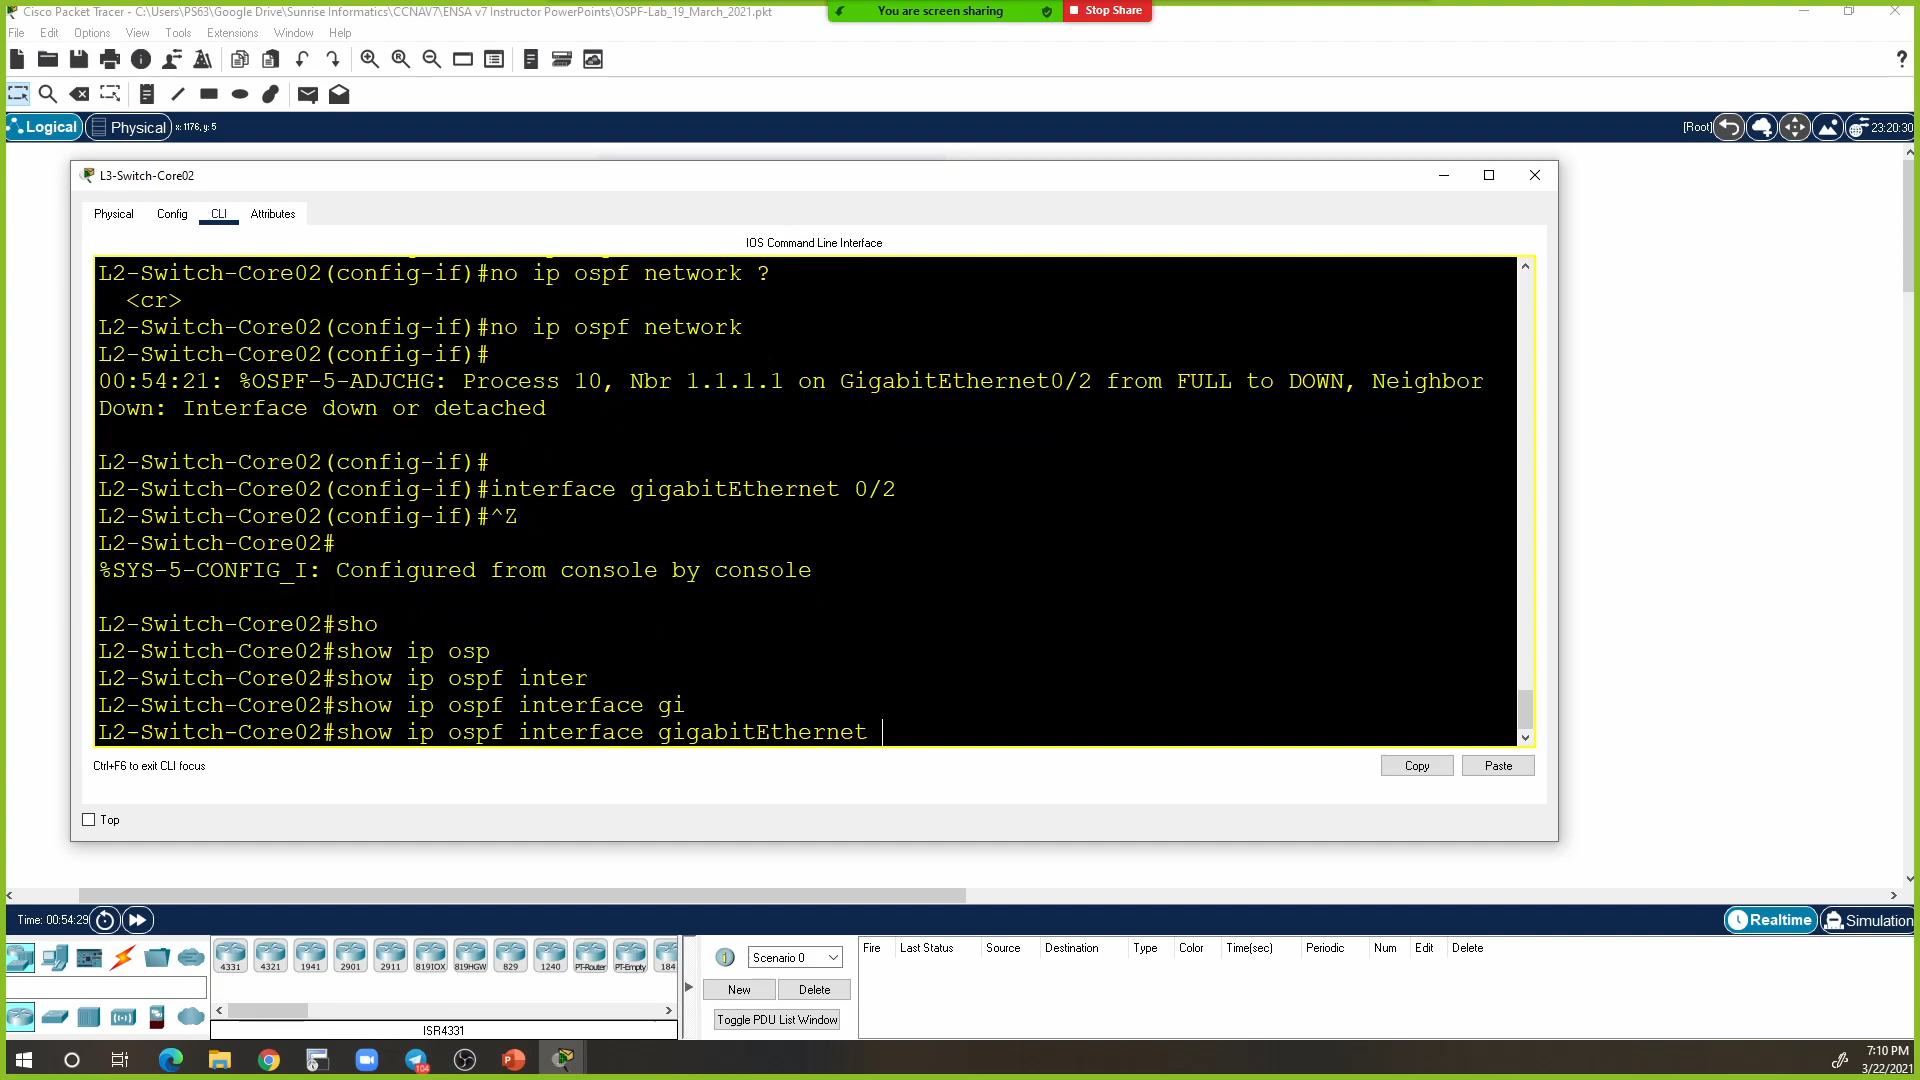 Cisco Packet Tracer - C:\Users\PS63\Google Drive\Sunrise Informatics\CCNAV7\ENSA v7 Instructor PowerPoints\OSPF-Lab_19_March_2021.pkt
You are screen sharing
Stop Share
File Edit Options View Tools Extensions Window Help
?
Logical Physical x: 1176, y: 5
[Root] 23:20:30
L3-Switch-Core02
Physical Config CLI Attributes
IOS Command Line Interface
L2-Switch-Core02(config-if)#no ip ospf network ?
<cr>
L2-Switch-Core02(config-if)#no ip ospf network
L2-Switch-Core02(config-if)#
00:54:21: %OSPF-5-ADJCHG: Process 10, Nbr 1.1.1.1 on GigabitEthernet0/2 from FULL to DOWN, Neighbor
Down: Interface down or detached
L2-Switch-Core02(config-if)#
L2-Switch-Core02(config-if)#interface gigabitEthernet 0/2
L2-Switch-Core02(config-if)#^Z
L2-Switch-Core02#
%SYS-5-CONFIG_I: Configured from console by console
L2-Switch-Core02#sho
L2-Switch-Core02#show ip osp
L2-Switch-Core02#show ip ospf inter
L2-Switch-Core02#show ip ospf interface gi
L2-Switch-Core02#show ip ospf interface gigabitEthernet
Ctrl+F6 to exit CLI focus
Copy Paste
Top
Time: 00:54:29
Realtime Simulation
4331 4321 1941 2901 2911 819IOX 819HGW 829 1240 PT-Router PT-Empty 184
ISR4331
Scenario 0
New Delete
Toggle PDU List Window
Fire Last Status Source Destination Type Color Time(sec) Periodic Num Edit Delete
104
7:10 PM
3/22/2021